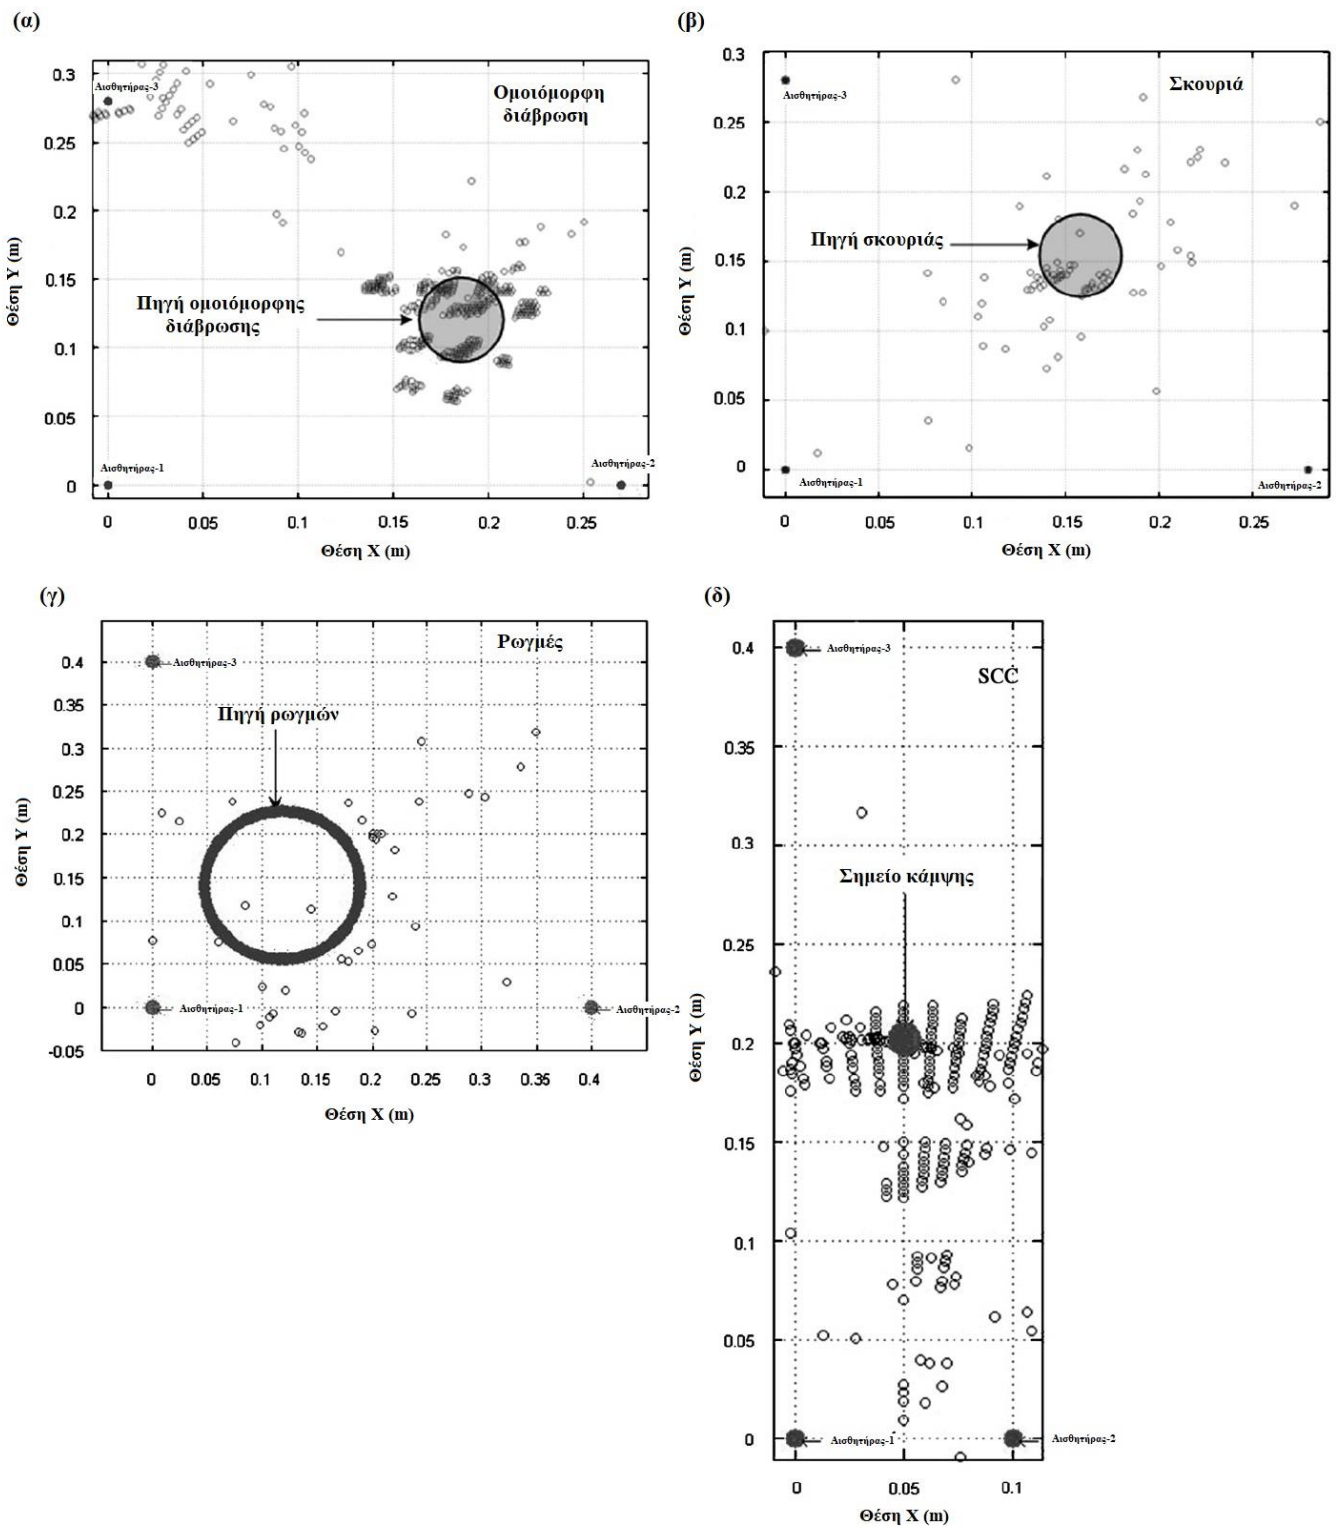 (α)
0.3
0.25
0.2
0.15
0.1
0.05
0
Θέση Y (m)
Αισθητήρας-3
Ομοιόμορφη
διάβρωση
Πηγή ομοιόμορφης
διάβρωσης
Αισθητήρας-1
Αισθητήρας-2
0 0.05 0.1 0.15 0.2 0.25
Θέση X (m)
(β)
0.3
0.25
0.2
0.15
0.1
0.05
0
Θέση Y (m)
Αισθητήρας-3
Σκουριά
Πηγή σκουριάς
Αισθητήρας-1
Αισθητήρας-2
0 0.05 0.1 0.15 0.2 0.25
Θέση X (m)
(γ)
0.4
0.35
0.3
0.25
0.2
0.15
0.1
0.05
0
-0.05
Θέση Y (m)
Ρωγμές
Αισθητήρας-3
Πηγή ρωγμών
Αισθητήρας-1
Αισθητήρας-2
0 0.05 0.1 0.15 0.2 0.25 0.3 0.35 0.4
Θέση X (m)
(δ)
0.4
0.35
0.3
0.25
0.2
0.15
0.1
0.05
0
Θέση Y (m)
Αισθητήρας-3
SCC
Σημείο κάμψης
Αισθητήρας-1
Αισθητήρας-2
0 0.05 0.1
Θέση X (m)